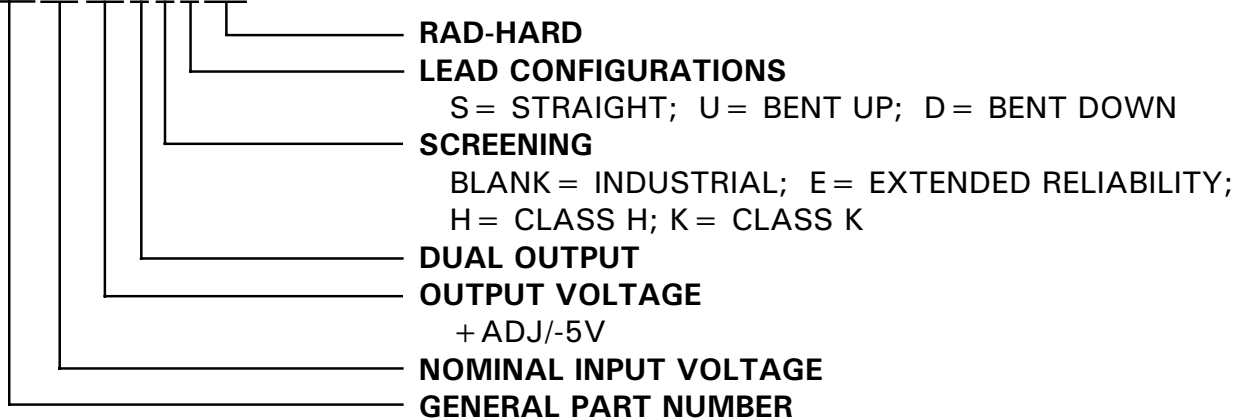 RAD-HARD
LEAD CONFIGURATIONS
S= STRAIGHT; U= BENT UP; D= BENT DOWN
SCREENING
BLANK= INDUSTRIAL; E= EXTENDED RELIABILITY;
H= CLASS H; K= CLASS K
DUAL OUTPUT
OUTPUT VOLTAGE
+ADJ/-5V
NOMINAL INPUT VOLTAGE
GENERAL PART NUMBER